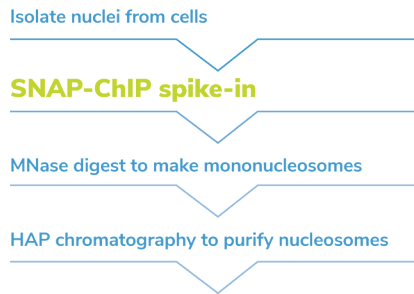 Isolate nuclei from cells
SNAP-ChIP spike-in
MNase digest to make mononucleosomes
HAP chromatography to purify nucleosomes